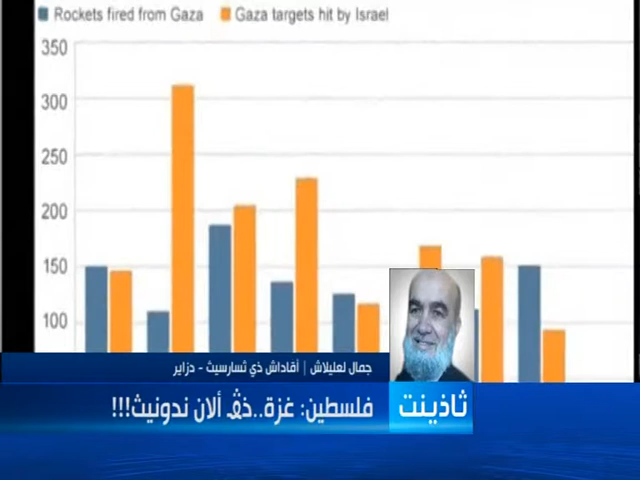 Rockets fired from Gaza Gaza targets hit by Israel
350
300
250
200
150
100
جمال لعليلاش | أقاداش ذي ثسارسيث - دزاير
ثاذينت
فلسطين: غزة..ذڨ ألان ندونيث!!!